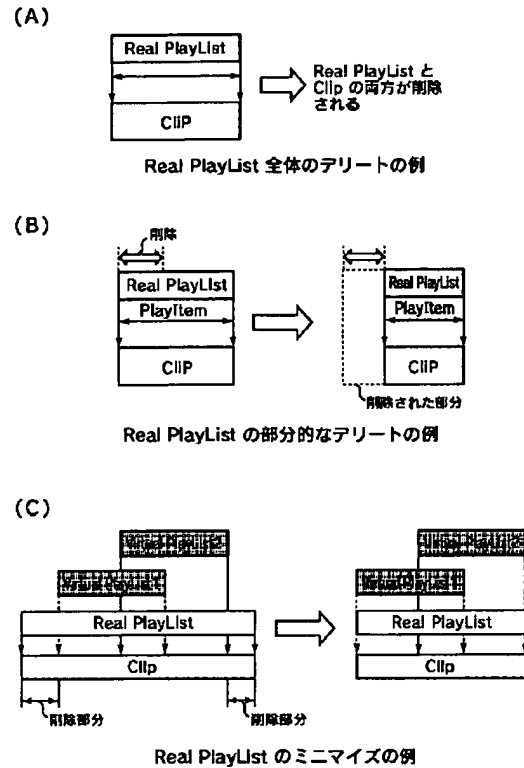 (A)
Real PlayList
CliP
Real PlayList と
Clip の両方が削除
される
Real PlayList 全体のデリートの例
(B)
削除
Real PlayList
PlayItem
CliP
Real PlayList
PlayItem
CliP
削除された部分
Real PlayList の部分的なデリートの例
(C)
Real PlayList
Clip
削除部分
削除部分
Real PlayList
Clip
Real PlayList のミニマイズの例